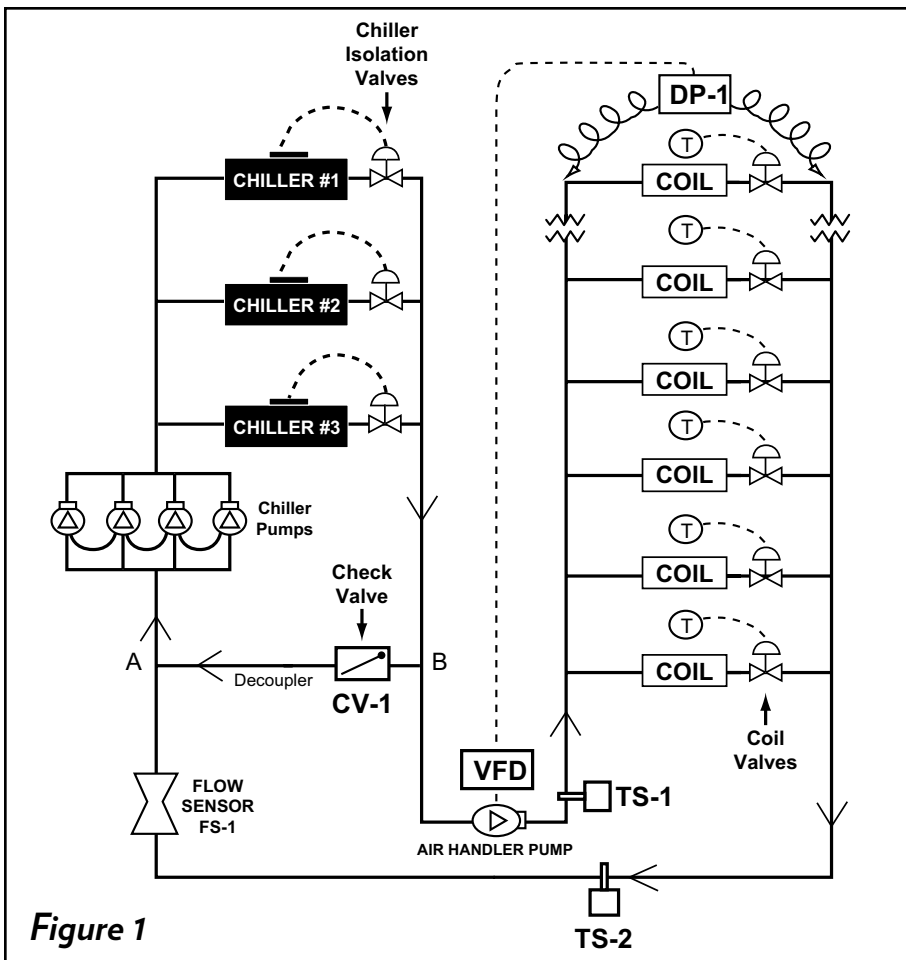 Chiller
Isolation
Valves
DP-1
CHILLER #1
T
COIL
CHILLER #2
T
COIL
CHILLER #3
T
COIL
T
COIL
Chiller
Pumps
T
COIL
Check
Valve
T
COIL
A
B
Decoupler
CV-1
Coil
Valves
FLOW
SENSOR
FS-1
VFD
TS-1
AIR HANDLER PUMP
TS-2
Figure 1